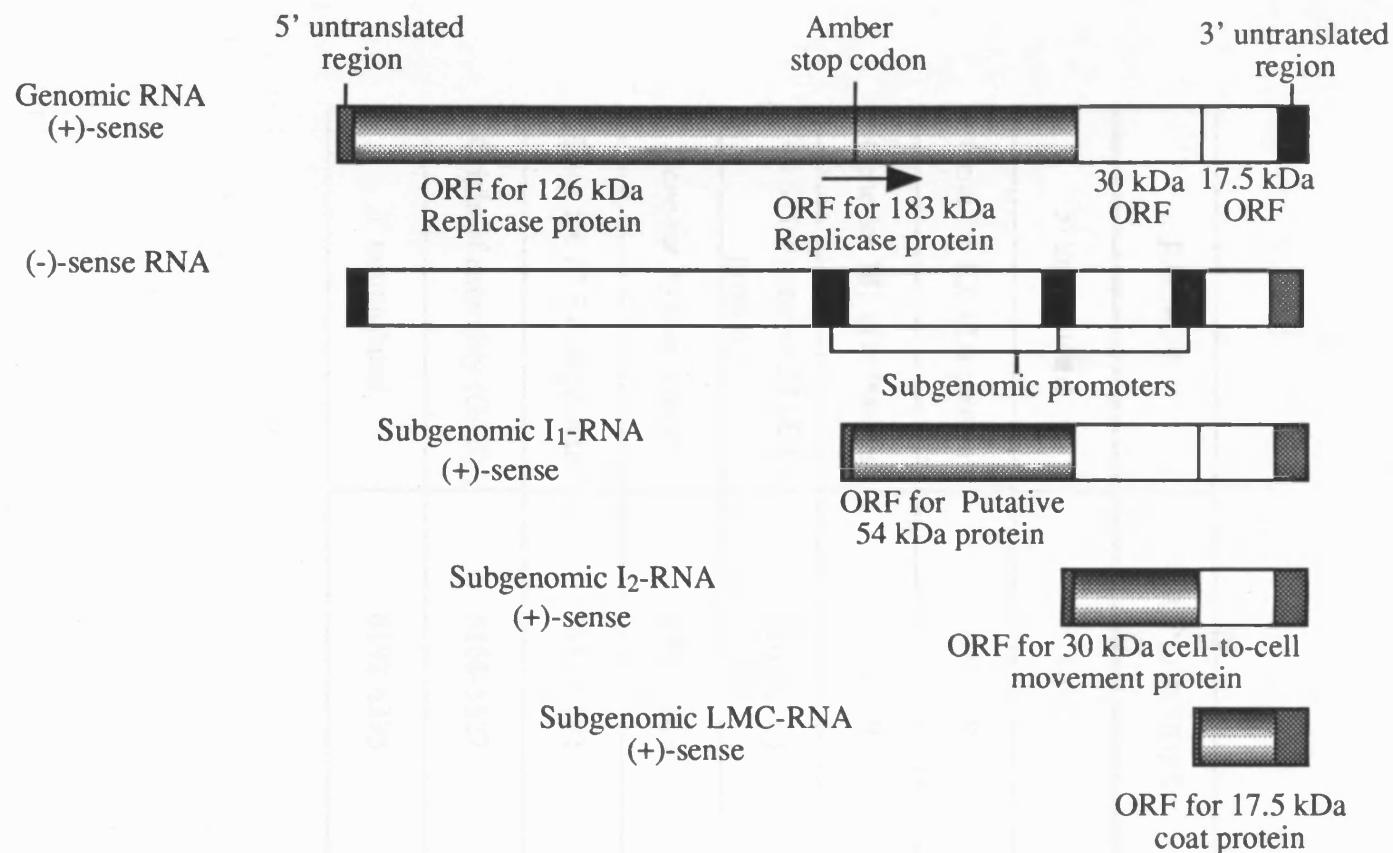 5’ untranslated
region
Amber
stop codon
3’ untranslated
region
Genomic RNA
(+)-sense
ORF for 126 kDa
Replicase protein
ORF for 183 kDa
Replicase protein
30 kDa
ORF
17.5 kDa
ORF
(-)-sense RNA
Subgenomic promoters
Subgenomic I1-RNA
(+)-sense
ORF for Putative
54 kDa protein
Subgenomic I2-RNA
(+)-sense
ORF for 30 kDa cell-to-cell
movement protein
Subgenomic LMC-RNA
(+)-sense
ORF for 17.5 kDa
coat protein